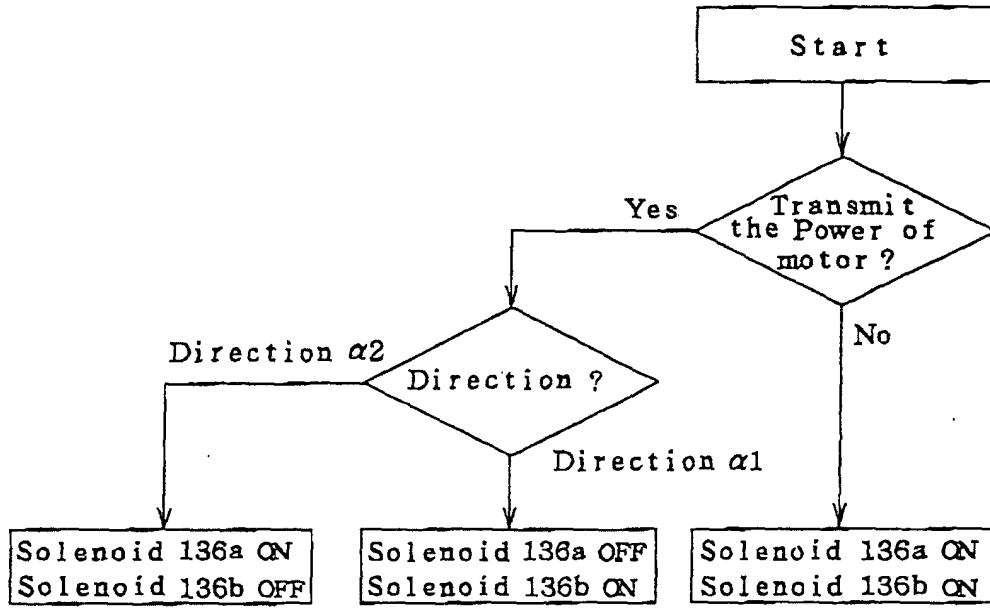 Start
Transmit
the Power of
motor ?
Yes
No
Direction α2
Direction ?
Direction α1
Solenoid 136a ON
Solenoid 136b OFF
Solenoid 136a OFF
Solenoid 136b ON
Solenoid 136a ON
Solenoid 136b ON